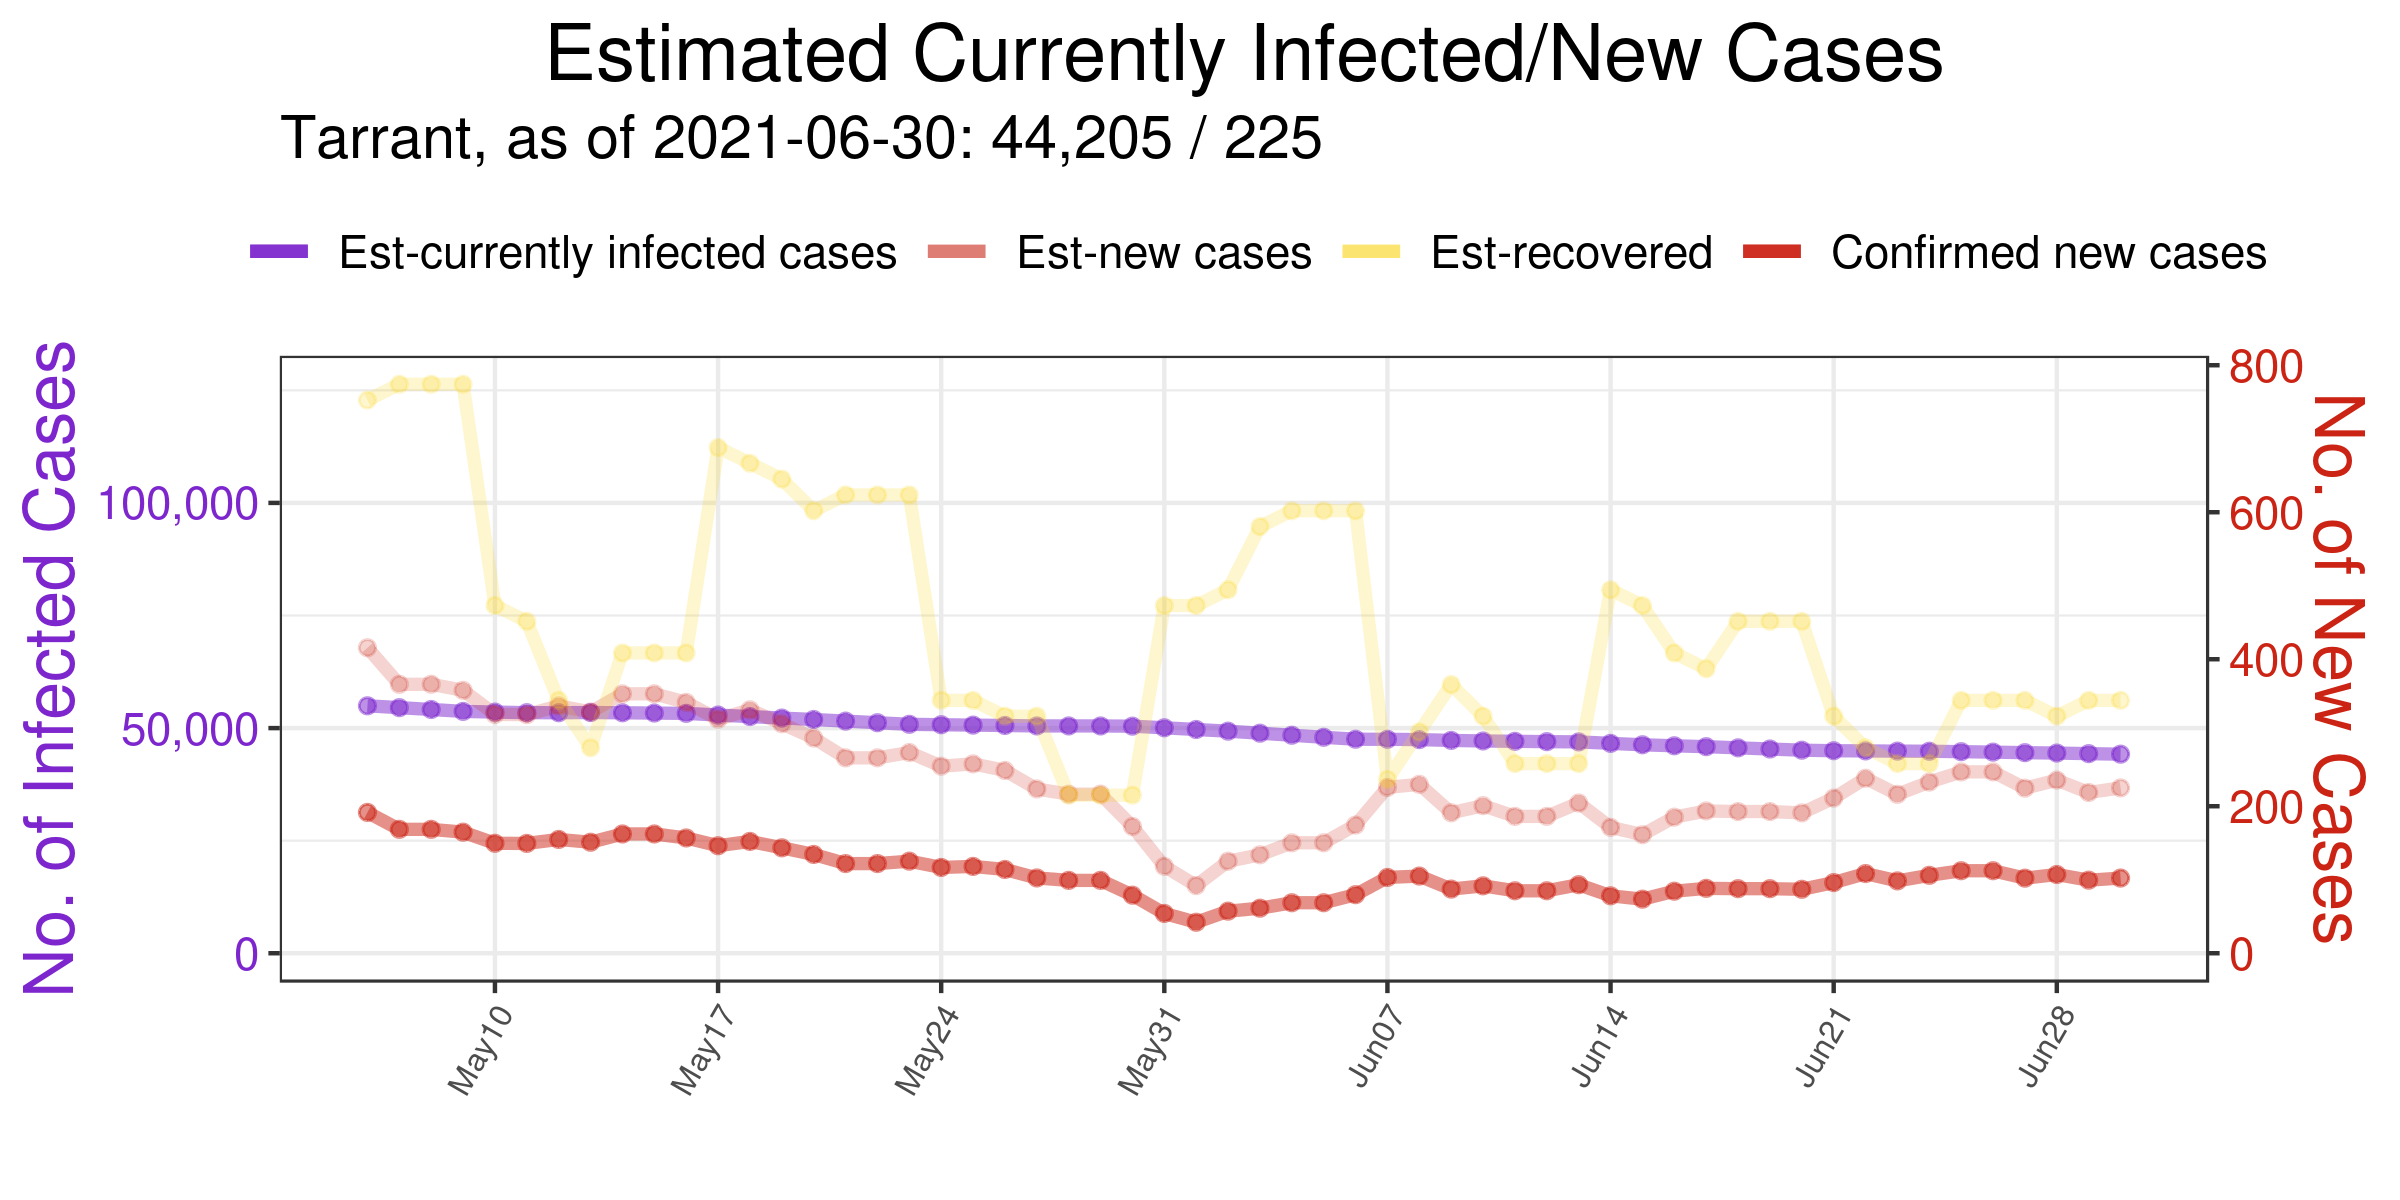 Estimated Currently Infected/New Cases
Tarrant, as of 2021-06-30: 44,205 / 225
Est-currently infected cases Est-new cases Est-recovered Confirmed new cases
No. of Infected Cases
100,000
50,000
0
800
600
400
200
0
No. of New Cases
May10 May17 May24 May31 Jun07 Jun14 Jun21 Jun28